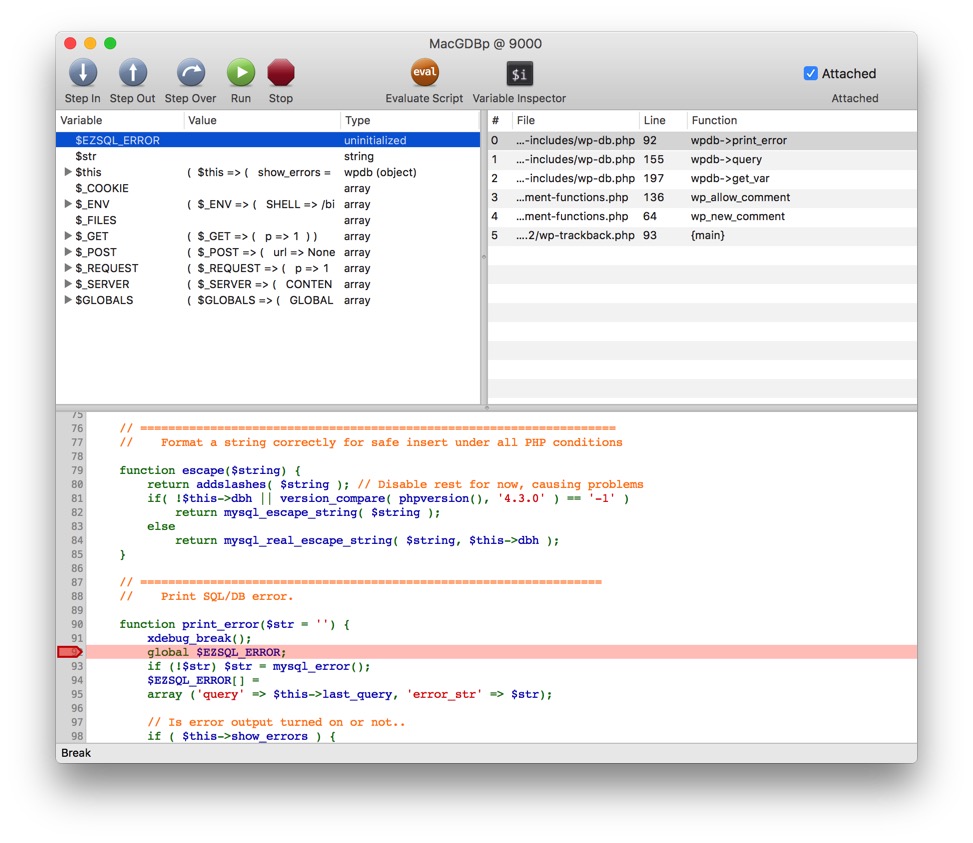 MacGDBp @ 9000
Step In Step Out Step Over Run Stop eval Evaluate Script $i Variable Inspector Attached Attached
Variable Value Type
$EZSQL_ERROR uninitialized
$str string
$this ( $this => ( show_errors = wpdb (object)
$_COOKIE array
$_ENV ( $_ENV => ( SHELL => /bi array
$_FILES array
$_GET ( $_GET => ( p => 1 ) ) array
$_POST ( $_POST => ( url => None array
$_REQUEST ( $_REQUEST => ( p => 1 array
$_SERVER ( $_SERVER => ( CONTEN array
$GLOBALS ( $GLOBALS => ( GLOBAL array
# File Line Function
0 ...-includes/wp-db.php 92 wpdb->print_error
1 ...-includes/wp-db.php 155 wpdb->query
2 ...-includes/wp-db.php 197 wpdb->get_var
3 ...ment-functions.php 136 wp_allow_comment
4 ...ment-functions.php 64 wp_new_comment
5 ....2/wp-trackback.php 93 {main}
75
76 // ====================================================================
77 // Format a string correctly for safe insert under all PHP conditions
78
79 function escape($string) {
80 return addslashes( $string ); // Disable rest for now, causing problems
81 if( !$this->dbh || version_compare( phpversion(), '4.3.0' ) == '-1' )
82 return mysql_escape_string( $string );
83 else
84 return mysql_real_escape_string( $string, $this->dbh );
85 }
86
87 // ==================================================================
88 // Print SQL/DB error.
89
90 function print_error($str = '') {
91 xdebug_break();
global $EZSQL_ERROR;
93 if (!$str) $str = mysql_error();
94 $EZSQL_ERROR[] =
95 array ('query' => $this->last_query, 'error_str' => $str);
96
97 // Is error output turned on or not..
98 if ( $this->show_errors ) {
Break